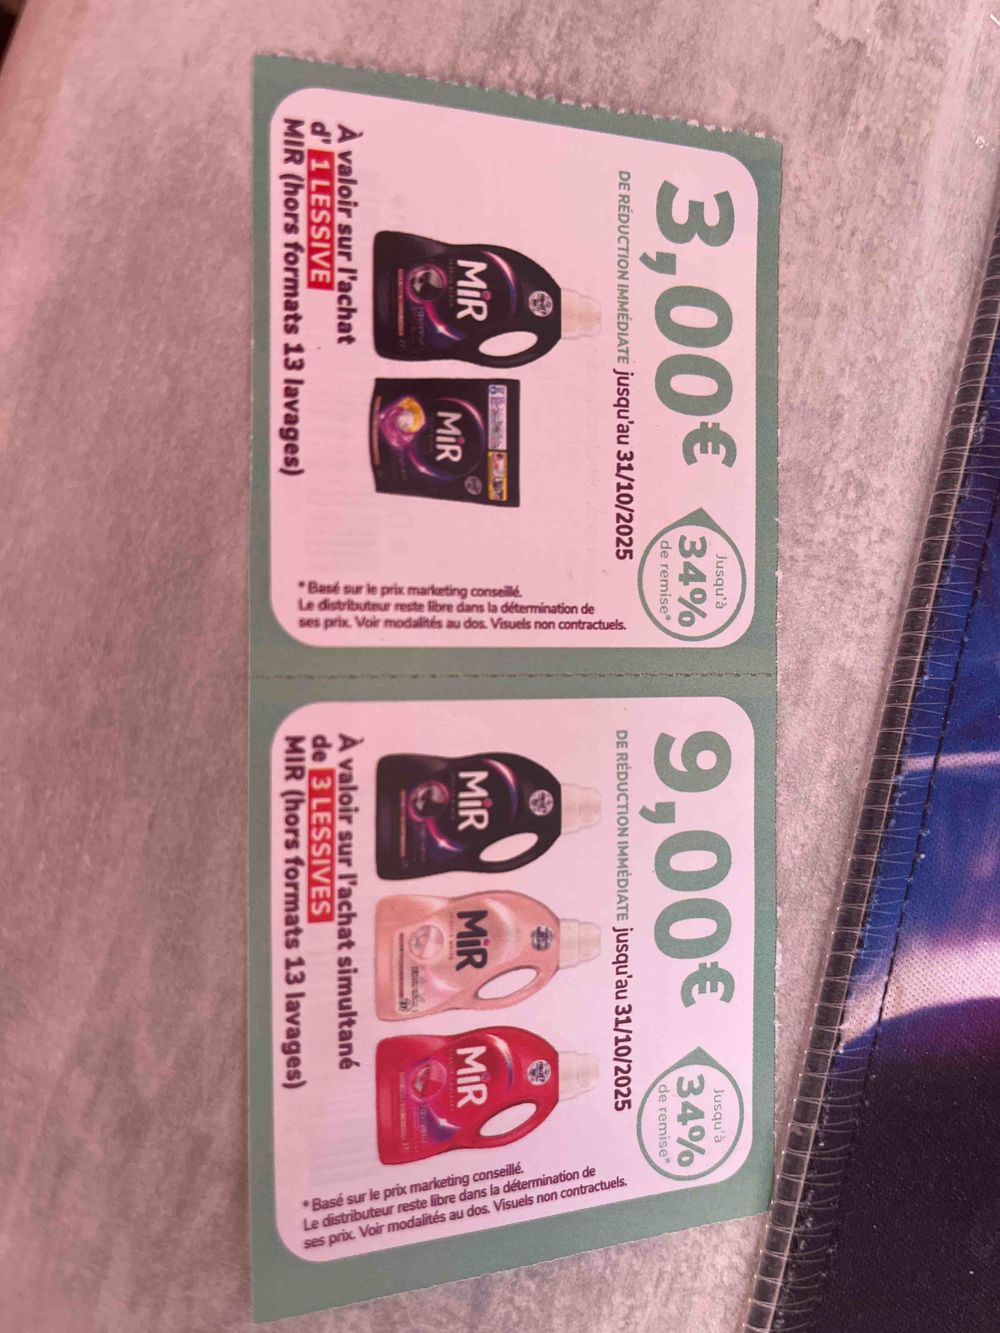 3,00€
Jusqu'à
34%
de remise*
DE RÉDUCTION IMMÉDIATE jusqu'au 31/10/2025
MIR
MIR
À valoir sur l'achat
d' 1 LESSIVE
MIR (hors formats 13 lavages)
* Basé sur le prix marketing conseillé.
Le distributeur reste libre dans la détermination de
ses prix. Voir modalités au dos. Visuels non contractuels.
9,00€
Jusqu'à
34%
de remise*
DE RÉDUCTION IMMÉDIATE jusqu'au 31/10/2025
MIR
MIR
MIR
À valoir sur l'achat simultané
de 3 LESSIVES
MIR (hors formats 13 lavages)
* Basé sur le prix marketing conseillé.
Le distributeur reste libre dans la détermination de
ses prix. Voir modalités au dos. Visuels non contractuels.